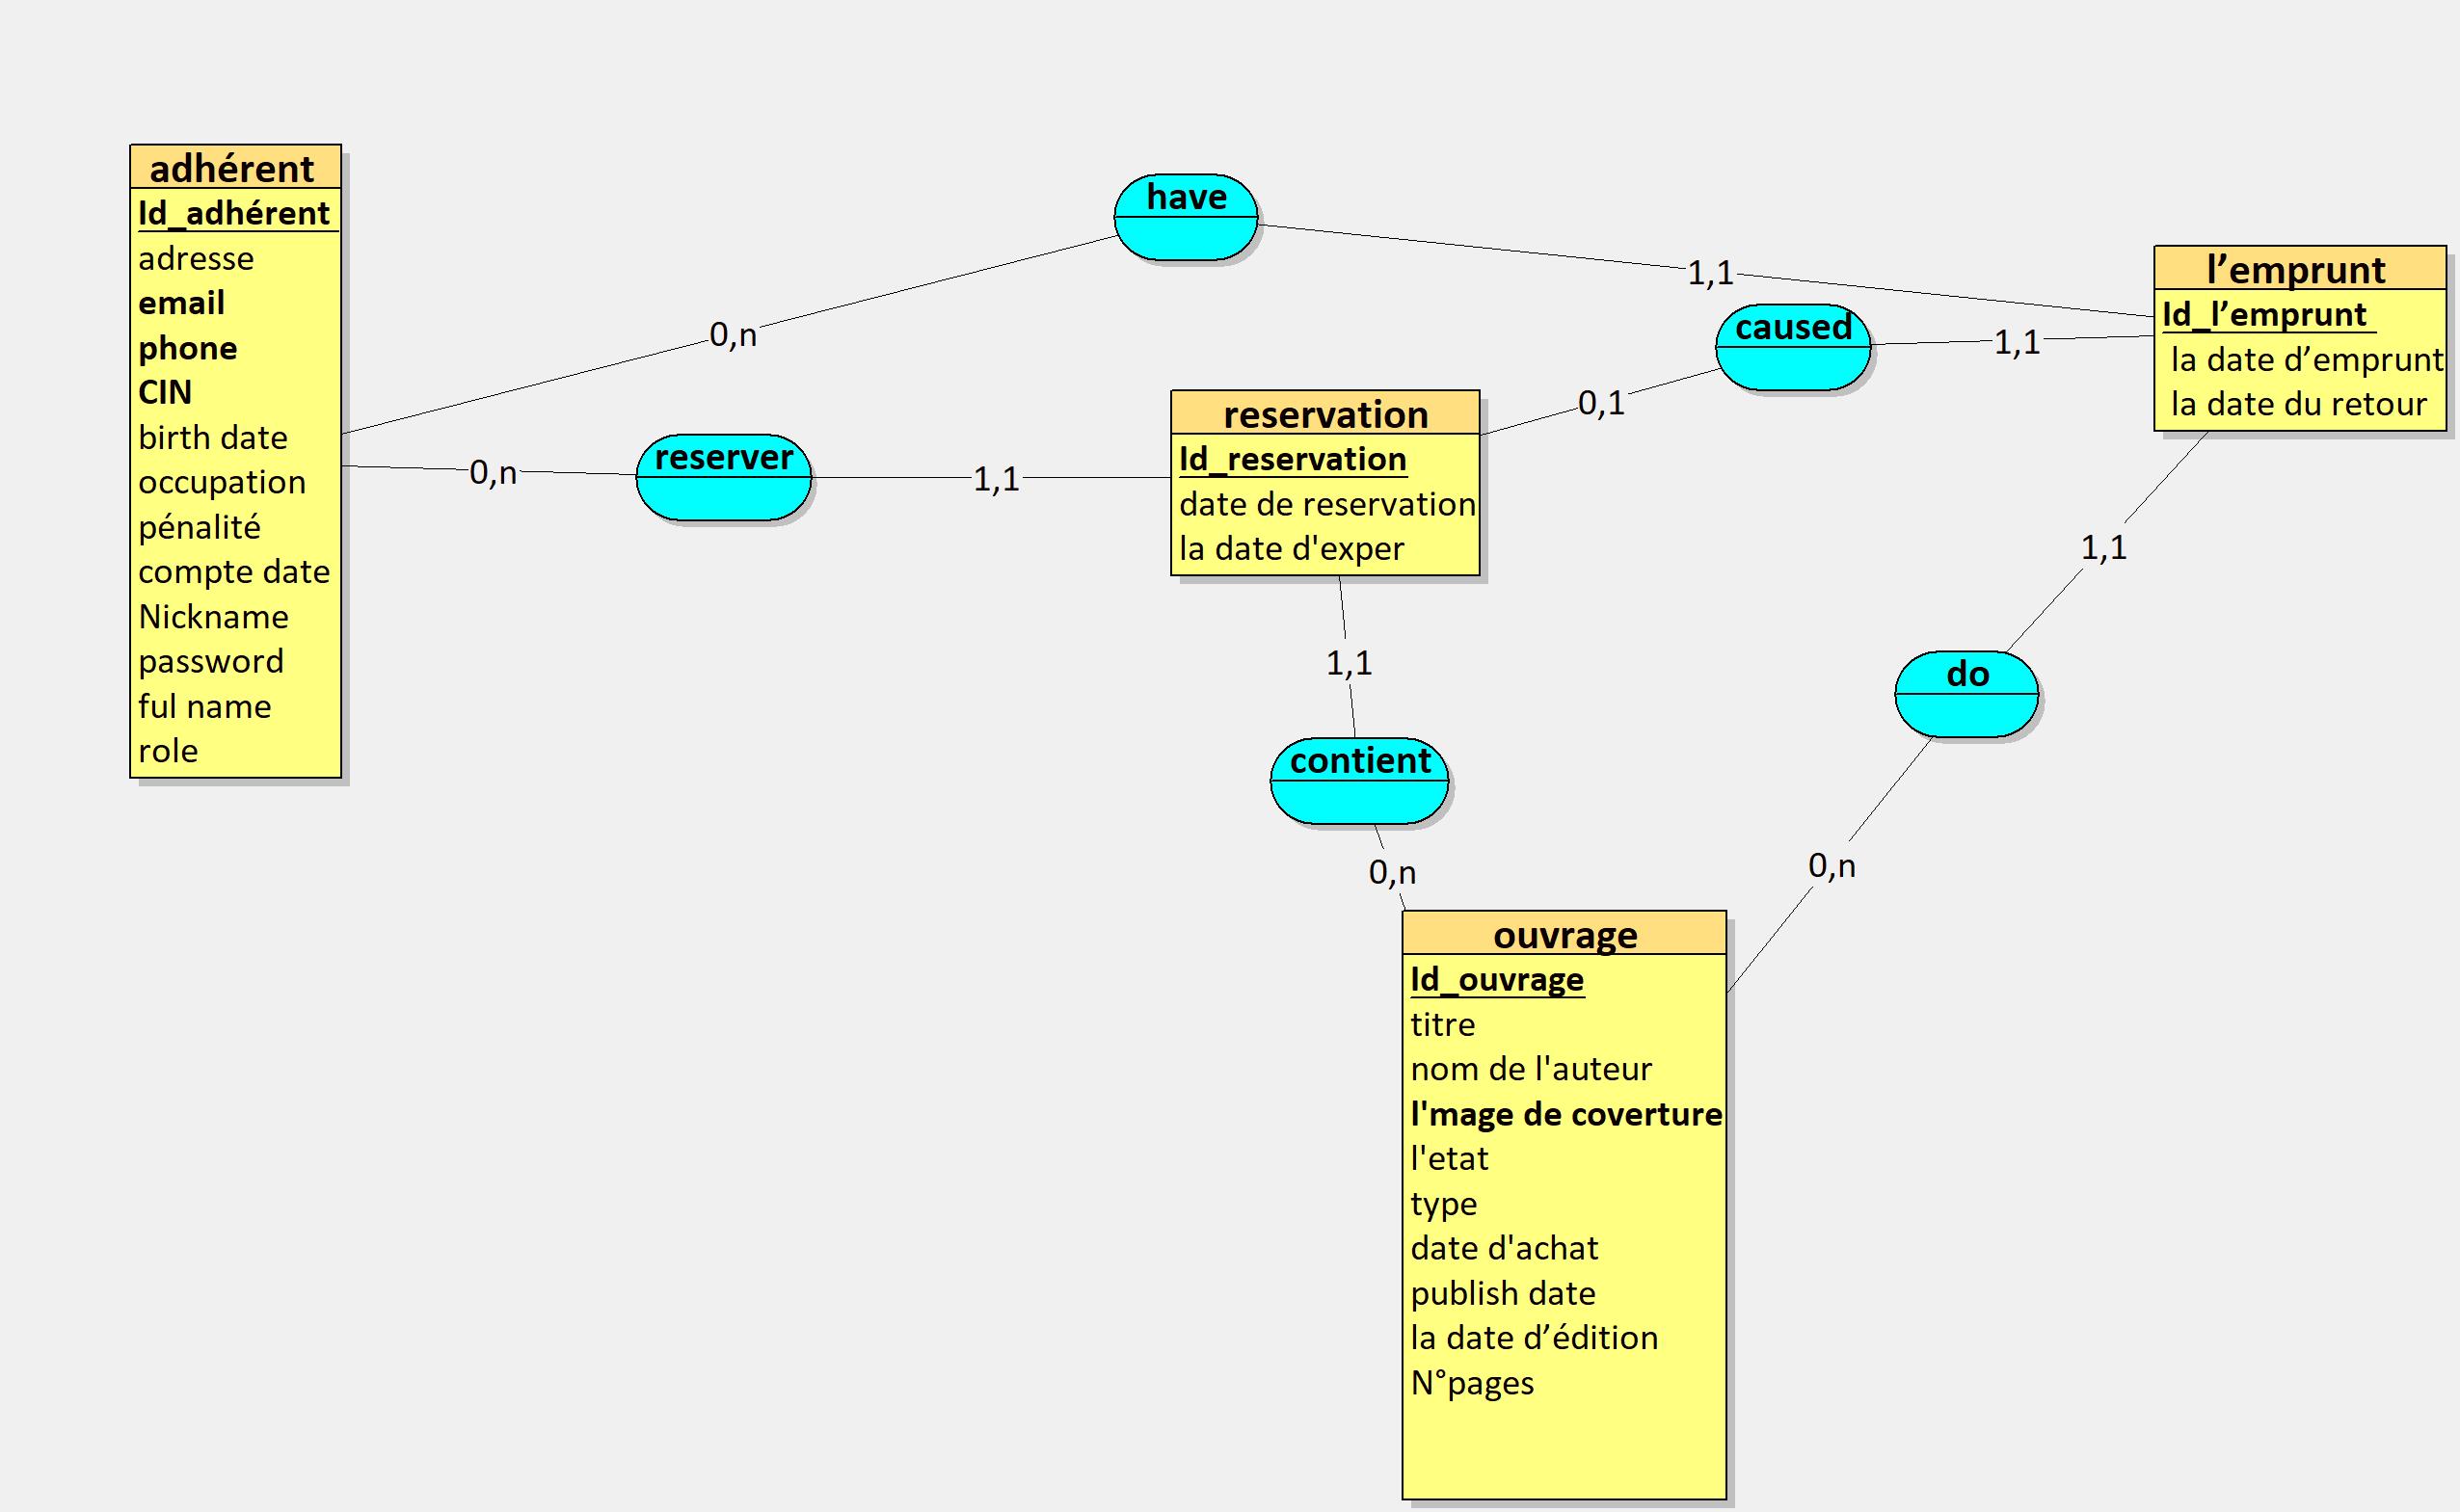 adhérent
Id_adhérent
adresse
email
phone
CIN
birth date
occupation
pénalité
compte date
Nickname
password
ful name
role
0,n
have
1,1
0,n
reserver
1,1
reservation
Id_reservation
date de reservation
la date d'exper
0,1
caused
1,1
l’emprunt
Id_l’emprunt
la date d’emprunt
la date du retour
1,1
contient
0,n
1,1
do
0,n
ouvrage
Id_ouvrage
titre
nom de l'auteur
l'mage de coverture
l'etat
type
date d'achat
publish date
la date d’édition
N°pages